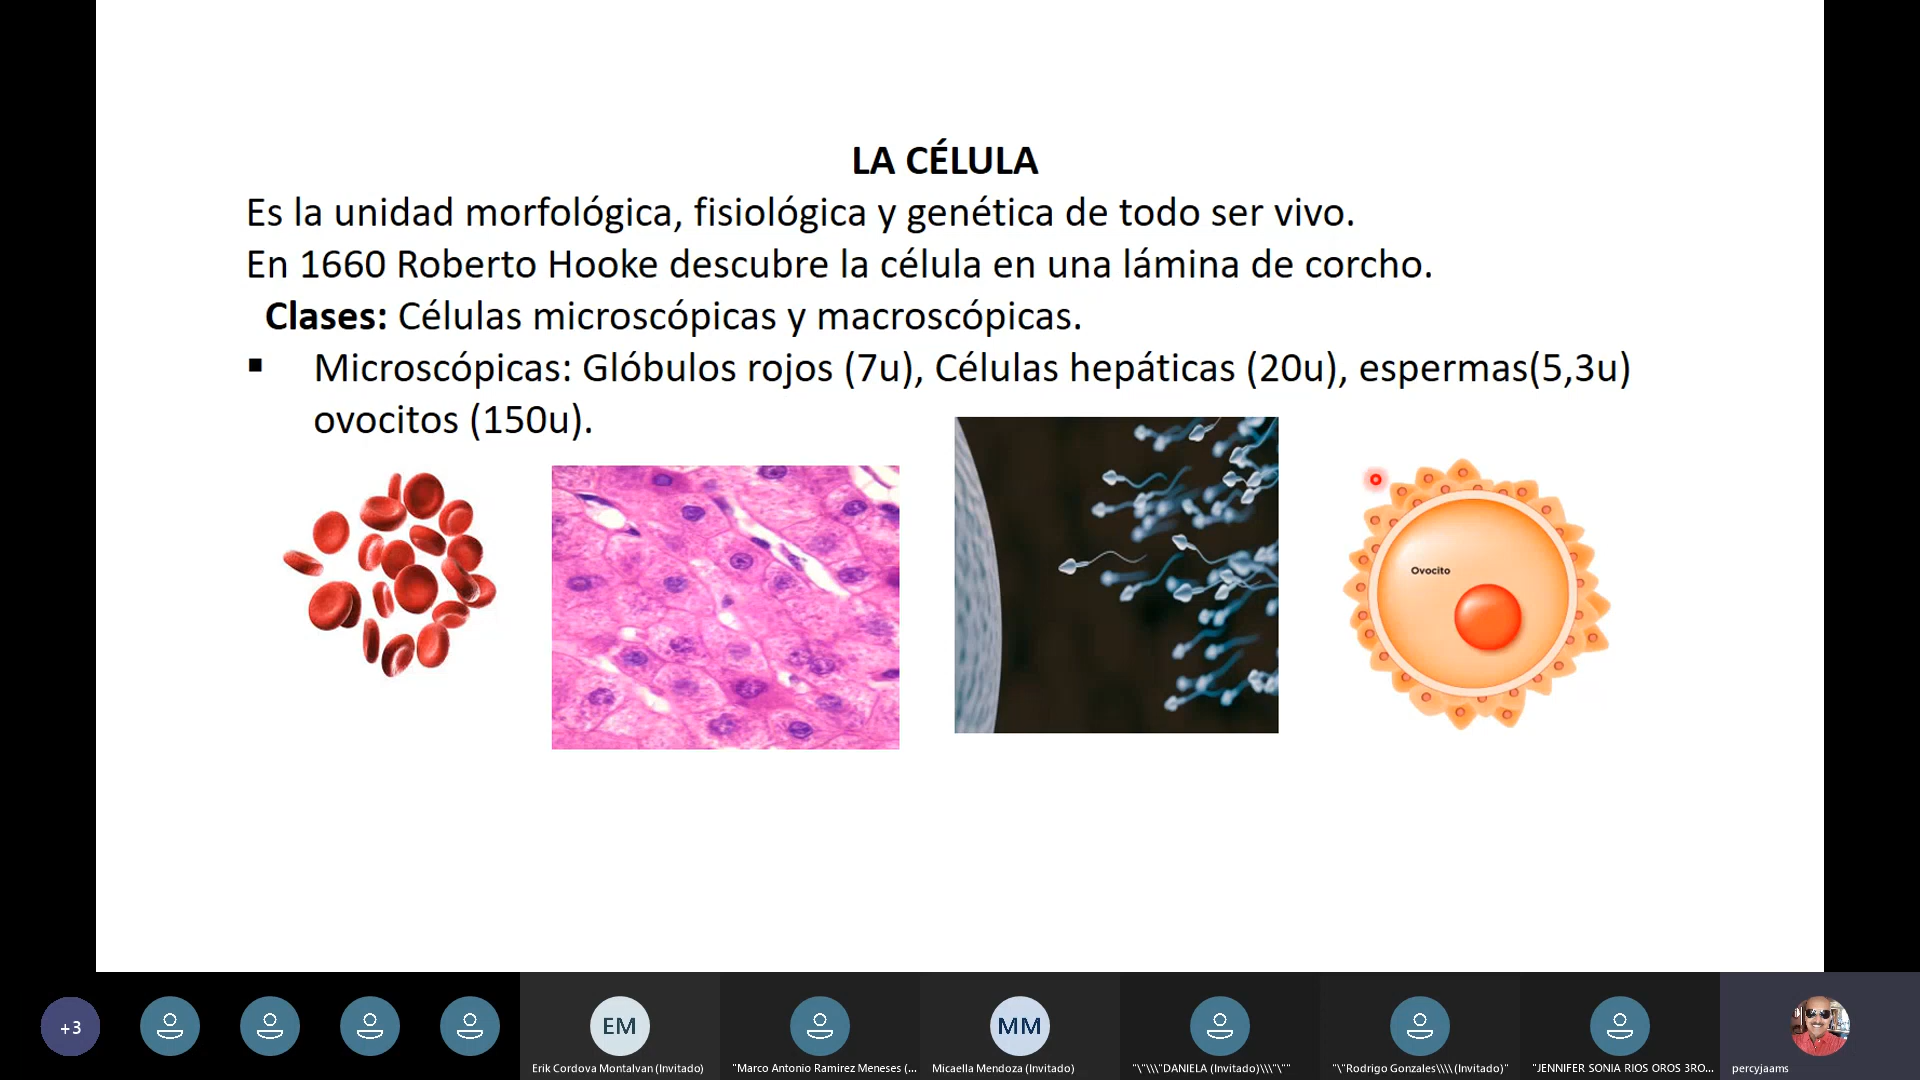 LA CÉLULA
Es la unidad morfológica, fisiológica y genética de todo ser vivo.
En 1660 Roberto Hooke descubre la célula en una lámina de corcho.
Clases: Células microscópicas y macroscópicas.
▪ Microscópicas: Glóbulos rojos (7u), Células hepáticas (20u), espermas(5,3u)
ovocitos (150u).
Ovocito
+3
EM
MM
Erik Cordova Montalvan (Invitado)
"Marco Antonio Ramirez Meneses (...
Micaella Mendoza (Invitado)
"\"\\\"DANIELA (Invitado)\\\"\""
"\"Rodrigo Gonzales\\\\ (Invitado)"
"JENNIFER SONIA RIOS OROS 3RO...
percyjaams